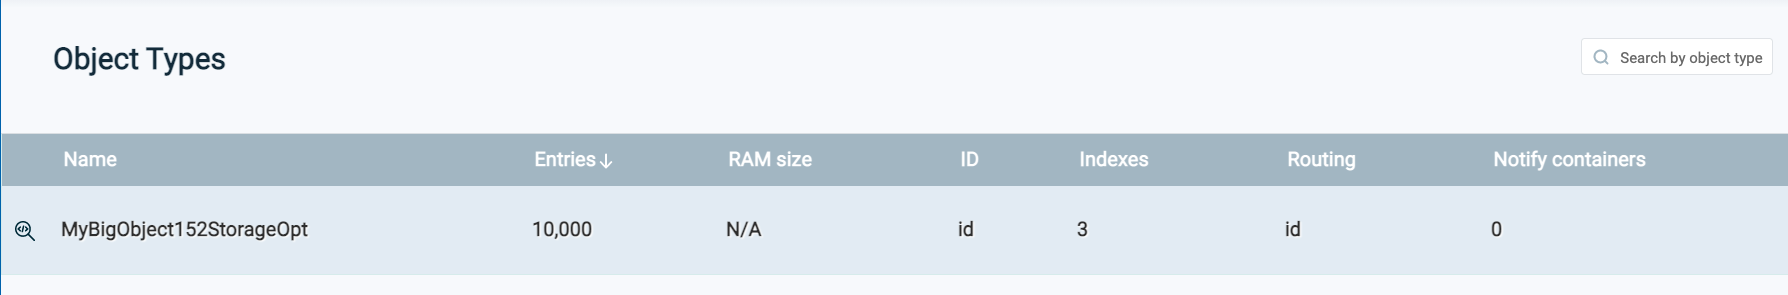 Object Types
Search by object type
Name Entries↓ RAM size ID Indexes Routing Notify containers
MyBigObject152StorageOpt 10,000 N/A id 3 id 0